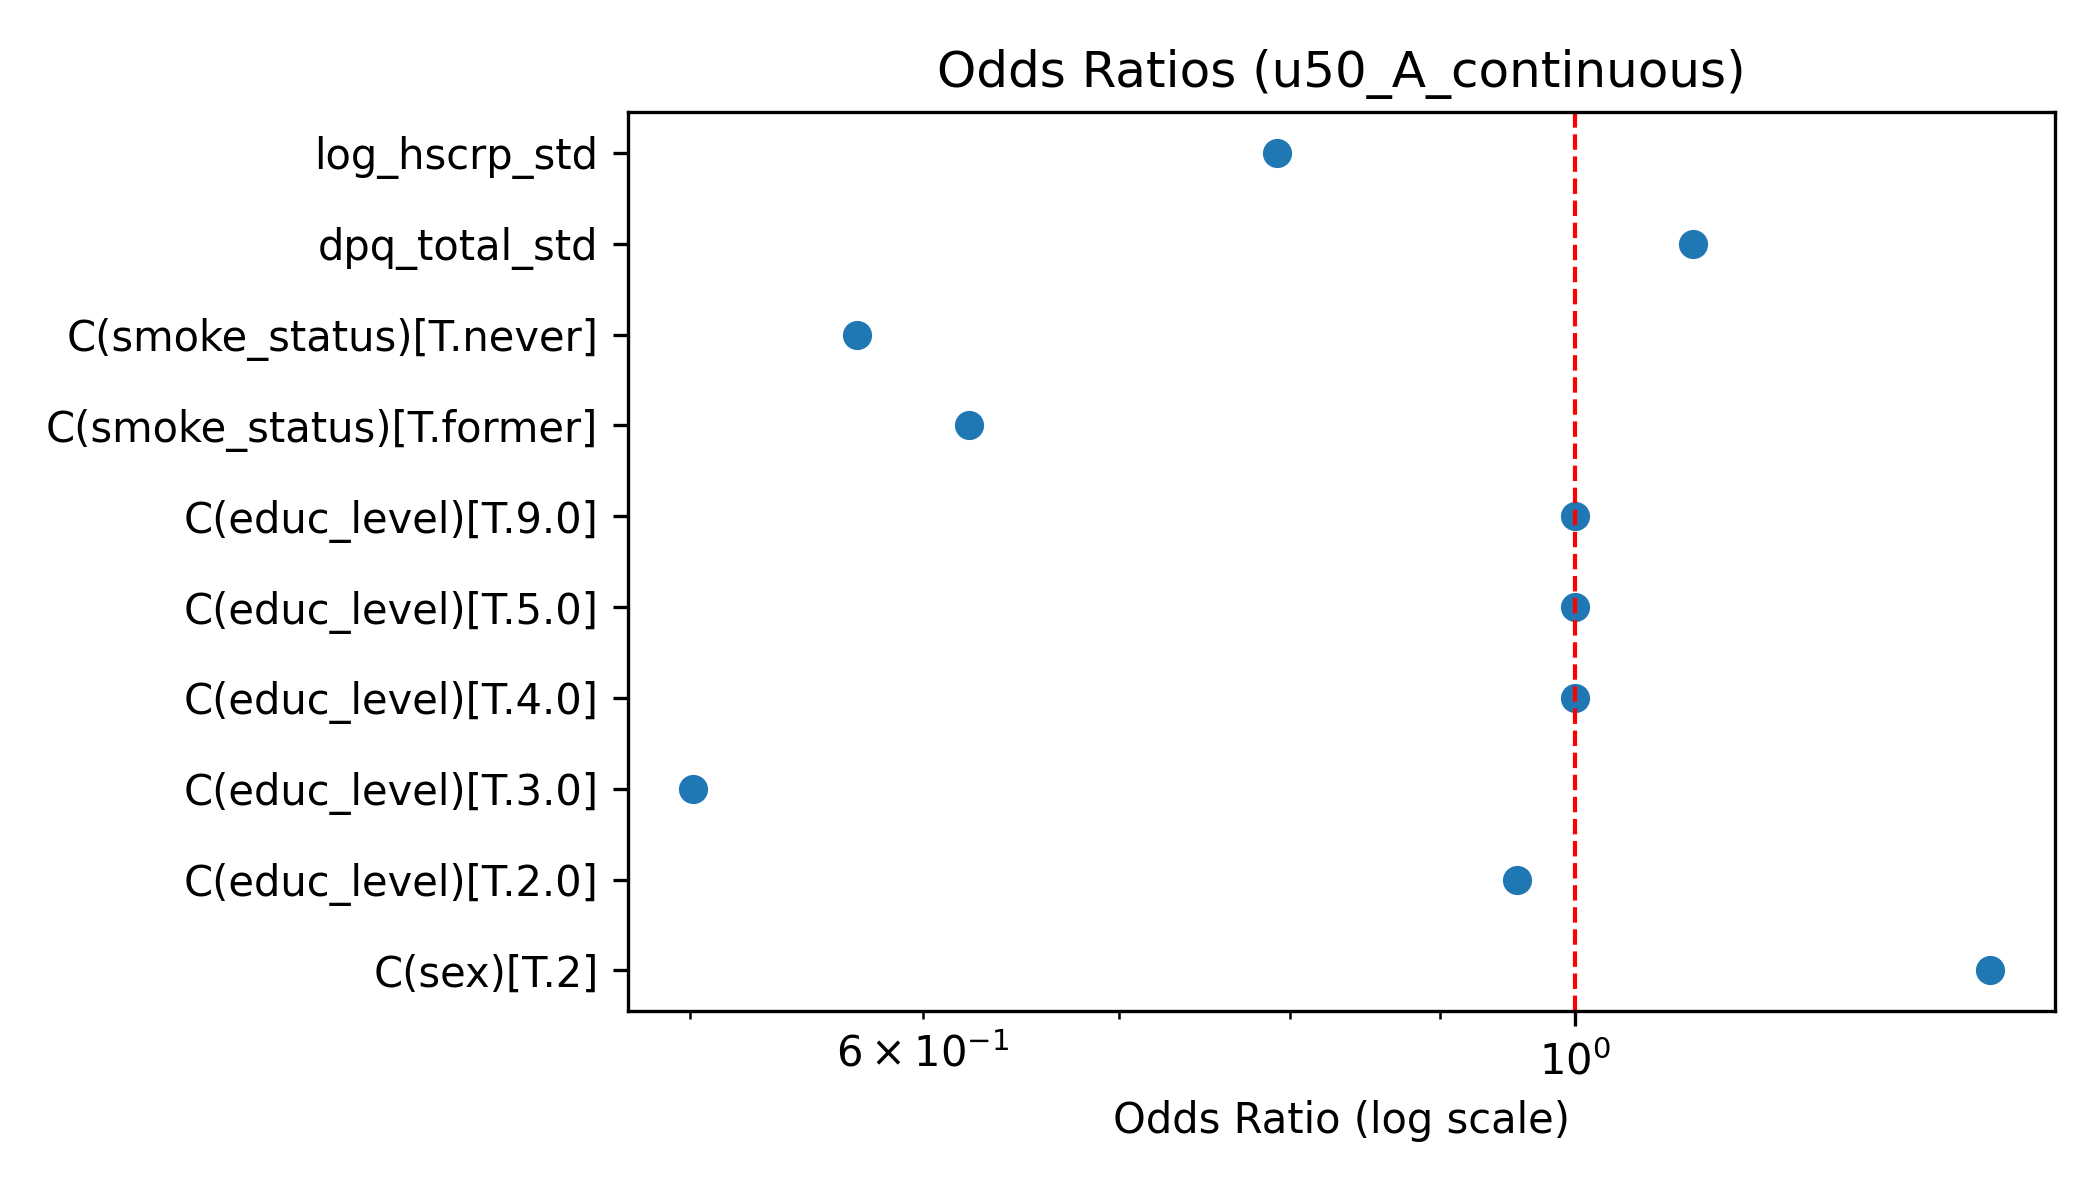 Odds Ratios (u50_A_continuous)
log_hscrp_std
dpq_total_std
C(smoke_status)[T.never]
C(smoke_status)[T.former]
C(educ_level)[T.9.0]
C(educ_level)[T.5.0]
C(educ_level)[T.4.0]
C(educ_level)[T.3.0]
C(educ_level)[T.2.0]
C(sex)[T.2]
6 × 10⁻¹ 10⁰
Odds Ratio (log scale)